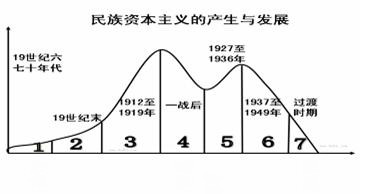 民族资本主义的产生与发展
19世纪六
七十年代
19世纪末
1912至
1919年
一战后
1927至
1936年
1937至
1949年
过渡
时期
1
2
3
4
5
6
7